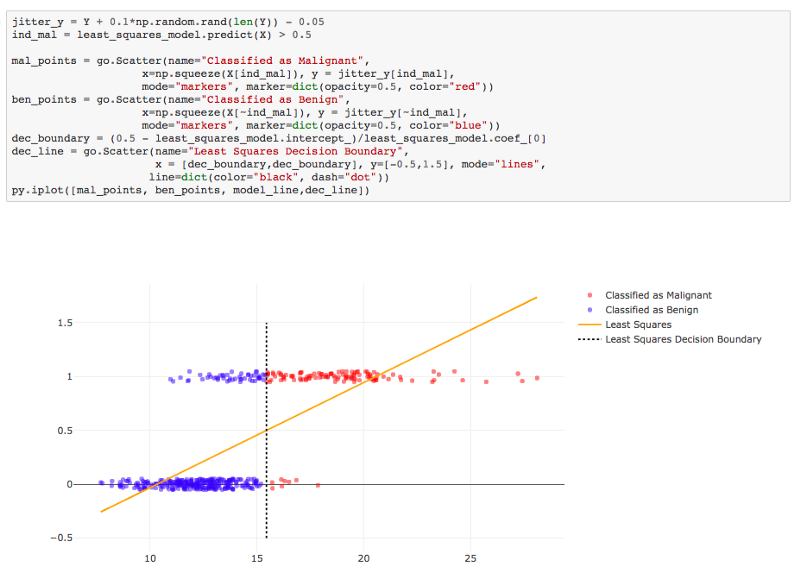 jitter_y = Y + 0.1*np.random.rand(len(Y)) - 0.05
ind_mal = least_squares_model.predict(X) > 0.5
mal_points = go.Scatter(name="Classified as Malignant",
x=np.squeeze(X[ind_mal]), y = jitter_y[ind_mal],
mode="markers", marker=dict(opacity=0.5, color="red"))
ben_points = go.Scatter(name="Classified as Benign",
x=np.squeeze(X[~ind_mal]), y = jitter_y[~ind_mal],
mode="markers", marker=dict(opacity=0.5, color="blue"))
dec_boundary = (0.5 - least_squares_model.intercept_)/least_squares_model.coef_[0]
dec_line = go.Scatter(name="Least Squares Decision Boundary",
x = [dec_boundary,dec_boundary], y=[-0.5,1.5], mode="lines",
line=dict(color="black", dash="dot"))
py.iplot([mal_points, ben_points, model_line,dec_line])
Classified as Malignant
Classified as Benign
Least Squares
Least Squares Decision Boundary
1.5
1
0.5
0
−0.5
10 15 20 25